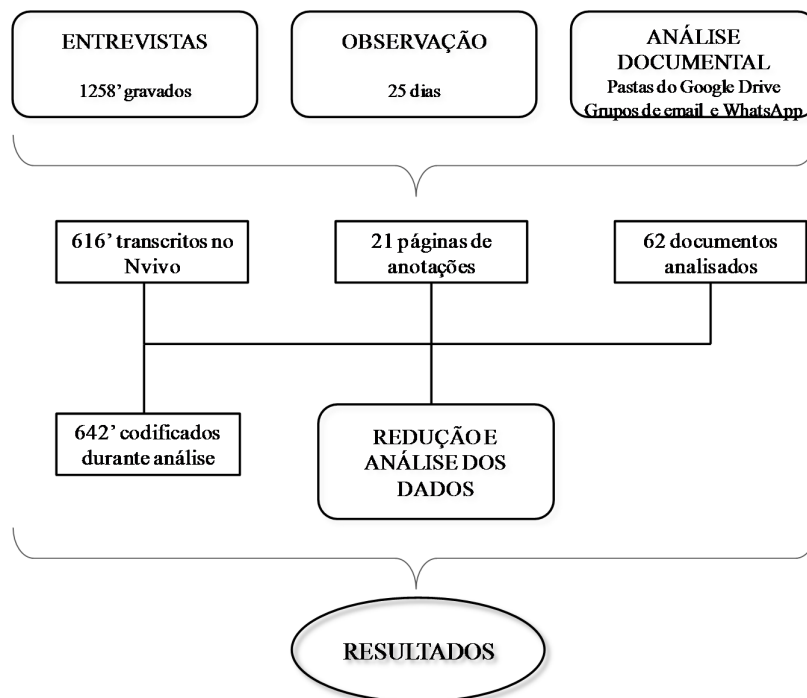 ENTREVISTAS
1258' gravados
OBSERVAÇÃO
25 dias
ANÁLISE
DOCUMENTAL
Pastas do Google Drive
Grupos de email e WhatsApp
616' transcritos no
Nvivo
21 páginas de
anotações
62 documentos
analisados
642' codificados
durante análise
REDUÇÃO E
ANÁLISE DOS
DADOS
RESULTADOS